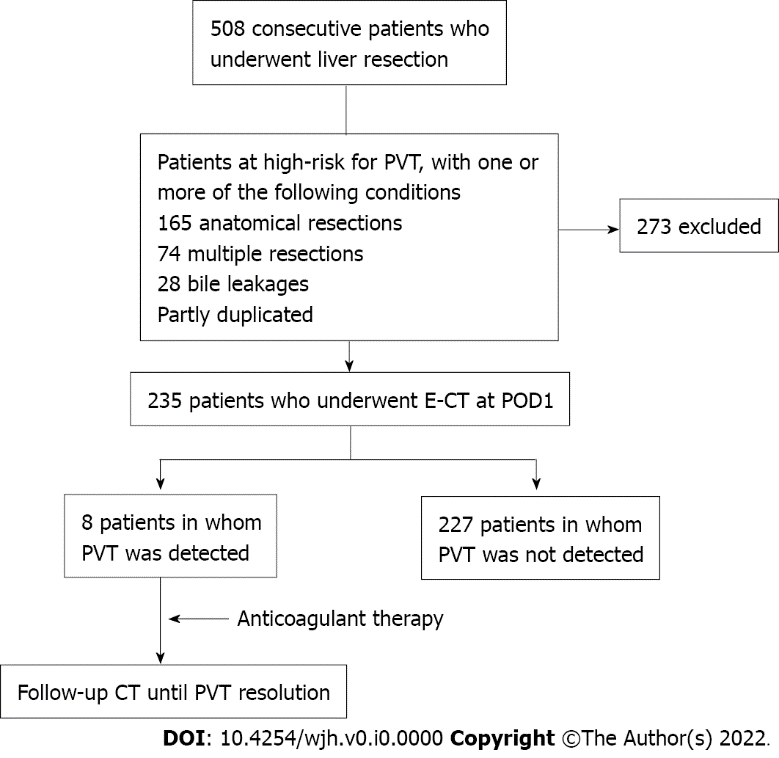 508 consecutive patients who
underwent liver resection
Patients at high-risk for PVT, with one or
more of the following conditions
165 anatomical resections
74 multiple resections
28 bile leakages
Partly duplicated
273 excluded
235 patients who underwent E-CT at POD1
8 patients in whom
PVT was detected
227 patients in whom
PVT was not detected
Anticoagulant therapy
Follow-up CT until PVT resolution
DOI: 10.4254/wjh.v0.i0.0000 Copyright ©The Author(s) 2022.